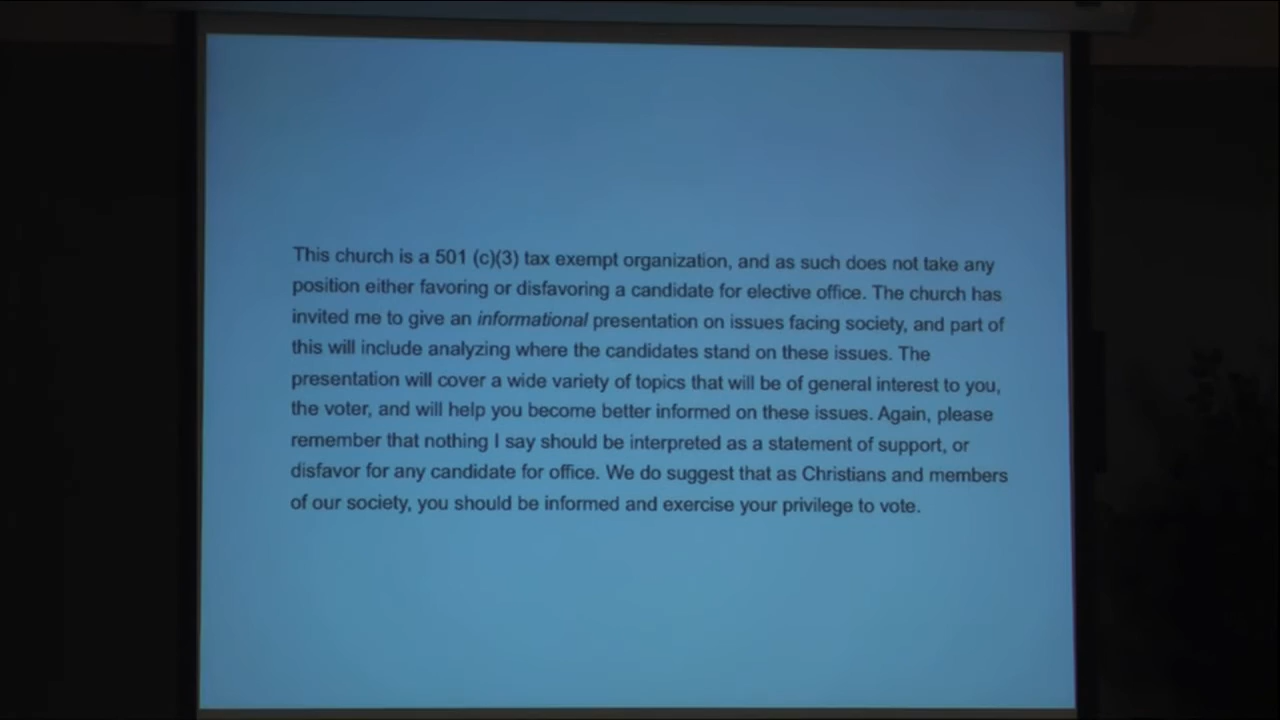 This church is a 501 (c)(3) tax exempt organization, and as such does not take any
position either favoring or disfavoring a candidate for elective office. The church has
invited me to give an informational presentation on issues facing society, and part of
this will include analyzing where the candidates stand on these issues. The
presentation will cover a wide variety of topics that will be of general interest to you,
the voter, and will help you become better informed on these issues. Again, please
remember that nothing I say should be interpreted as a statement of support, or
disfavor for any candidate for office. We do suggest that as Christians and members
of our society, you should be informed and exercise your privilege to vote.